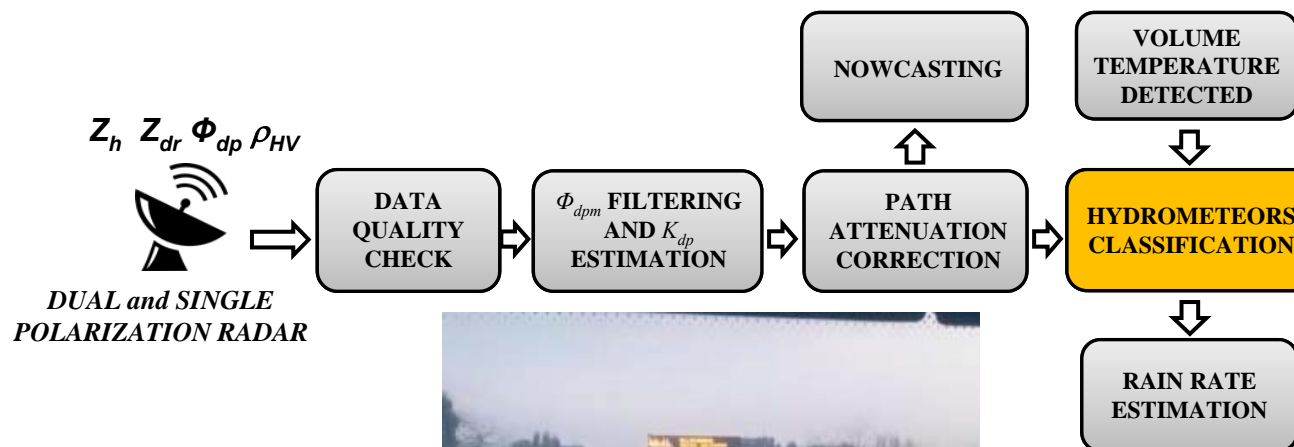 NOWCASTING
VOLUME
TEMPERATURE
DETECTED
Z_h Z_dr Φ_dp ρ_HV
DUAL and SINGLE
POLARIZATION RADAR
DATA
QUALITY
CHECK
Φ_dpm FILTERING
AND K_dp
ESTIMATION
PATH
ATTENUATION
CORRECTION
HYDROMETEORS
CLASSIFICATION
RAIN RATE
ESTIMATION